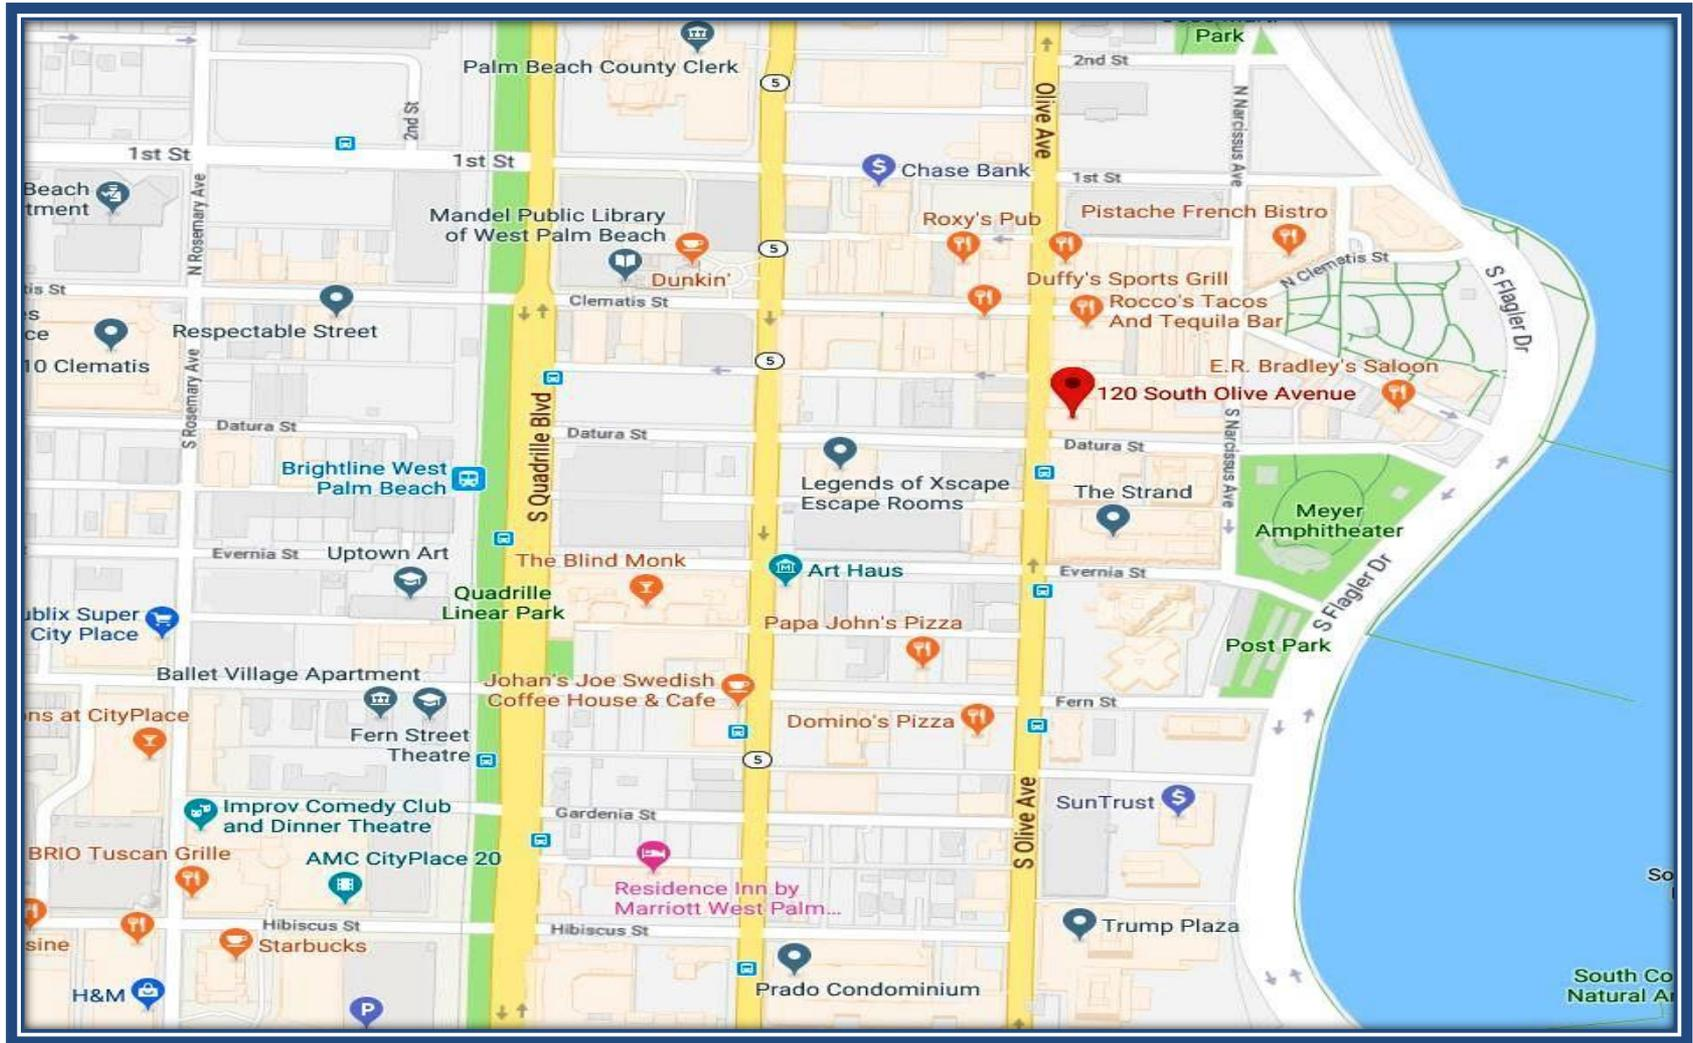 Park
2nd St
Palm Beach County Clerk
5
Olive Ave
N Narcissus Ave
2nd St
1st St
1st St
Chase Bank
1st St
Beach
tment
N Rosemary Ave
Mandel Public Library
of West Palm Beach
Dunkin'
5
Roxy's Pub
Pistache French Bistro
Duffy's Sports Grill
N Clematis St
S Flagler Dr
tis St
Clematis St
Rocco's Tacos
And Tequila Bar
es
ce
10 Clematis
Respectable Street
5
E.R. Bradley's Saloon
120 South Olive Avenue
S Rosemary Ave
S Quadrille Blvd
S Narcissus Ave
Datura St
Datura St
Datura St
Brightline West
Palm Beach
Legends of Xscape
Escape Rooms
The Strand
Meyer
Amphitheater
Evernia St
Uptown Art
The Blind Monk
Art Haus
Evernia St
S Flagler Dr
Quadrille
Linear Park
ublix Super
City Place
Papa John's Pizza
Post Park
Ballet Village Apartment
Johan's Joe Swedish
Coffee House & Cafe
Fern St
ns at CityPlace
Domino's Pizza
Fern Street
Theatre
5
S Olive Ave
Improv Comedy Club
and Dinner Theatre
Gardenia St
SunTrust
BRIO Tuscan Grille
AMC CityPlace 20
Residence Inn by
Marriott West Palm...
So
Hibiscus St
Hibiscus St
Trump Plaza
sine
Starbucks
H&M
P
Prado Condominium
South Co
Natural Ar